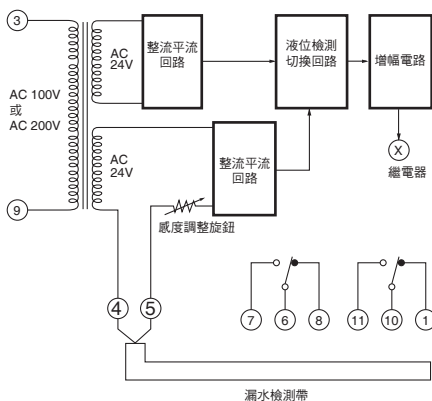 ③
AC 100V
或
AC 200V
⑨
AC
24V
整流平流
回路
液位檢測
切換回路
增幅電路
X
繼電器
AC
24V
整流平流
回路
感度調整旋鈕
④
⑤
⑦
⑥
⑧
⑪
⑩
①
漏水檢測帶